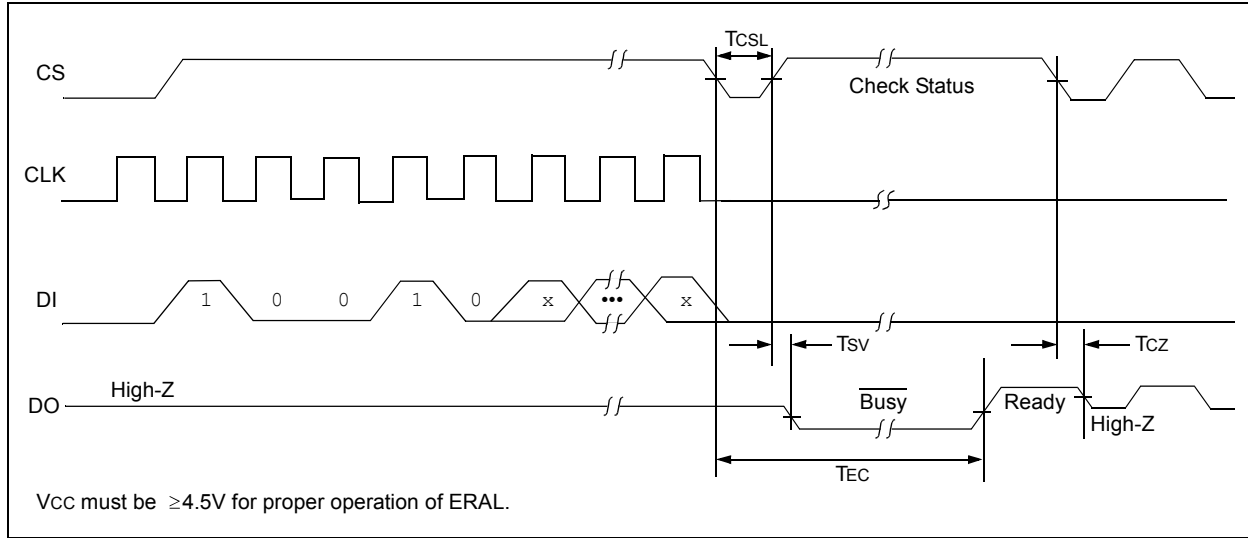 TCSL
CS
Check Status
CLK
DI
1 0 0 1 0 x ••• x
TSV
TCZ
High-Z
DO
Busy
Ready
High-Z
TEC
VCC must be ≥4.5V for proper operation of ERAL.